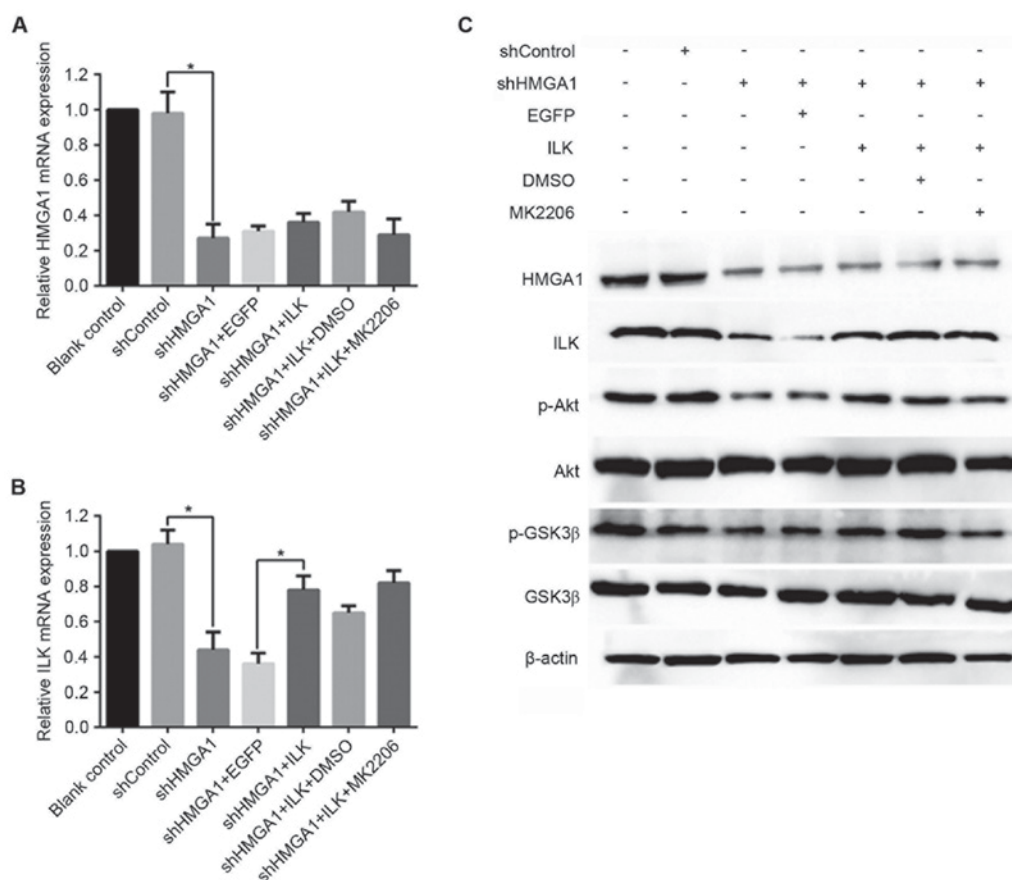 A
Relative HMGA1 mRNA expression
1.2
1.0
0.8
0.6
0.4
0.2
0.0
*
Blank control
shControl
shHMGA1
shHMGA1+EGFP
shHMGA1+ILK
shHMGA1+ILK+DMSO
shHMGA1+ILK+MK2206
B
Relative ILK mRNA expression
1.2
1.0
0.8
0.6
0.4
0.2
0.0
*
*
Blank control
shControl
shHMGA1
shHMGA1+EGFP
shHMGA1+ILK
shHMGA1+ILK+DMSO
shHMGA1+ILK+MK2206
C
shControl - + - - - - -
shHMGA1 - - + + + + +
EGFP - - - + - - -
ILK - - - - + + +
DMSO - - - - - + -
MK2206 - - - - - - +
HMGA1
ILK
p-Akt
Akt
p-GSK3β
GSK3β
β-actin